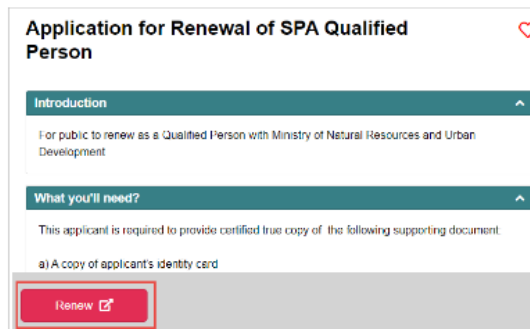 Application for Renewal of SPA Qualified
Person
Introduction
For public to renew as a Qualified Person with Ministry of Natural Resources and Urban
Development
What you'll need?
This applicant is required to provide certified true copy of the following supporting document:
a) A copy of applicant's identity card
Renew